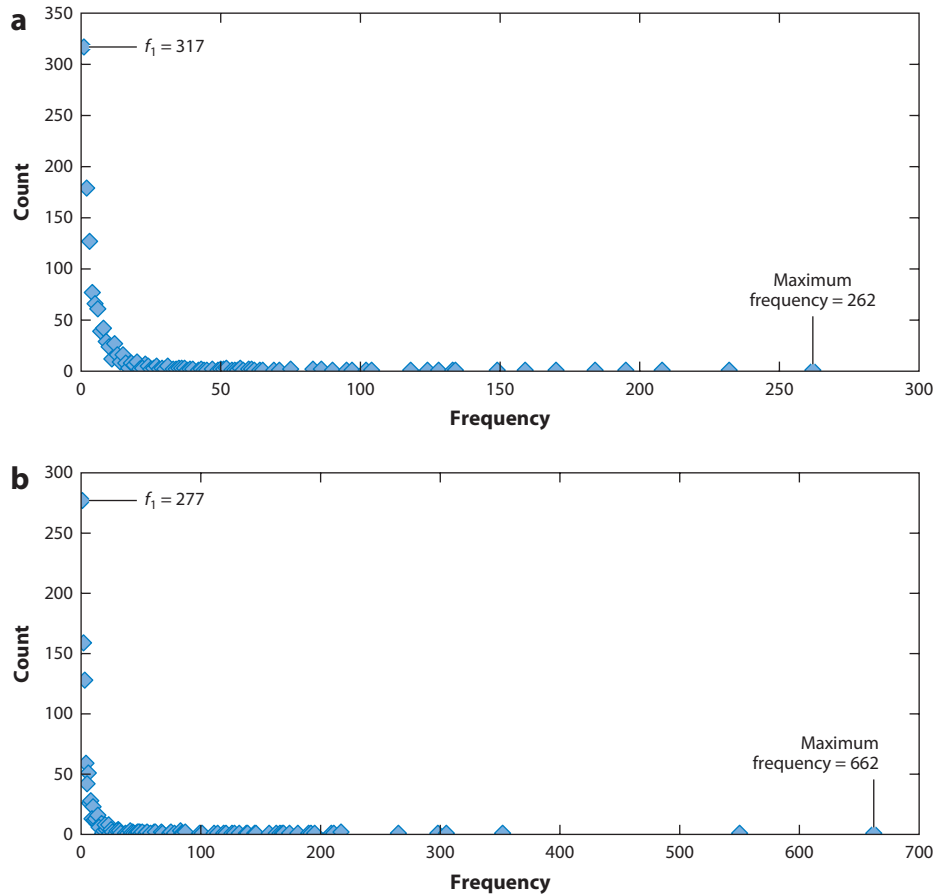 a
350
300
250
200
150
100
50
0
Count
f1 = 317
Maximum
frequency = 262
0 50 100 150 200 250 300
Frequency
b
300
250
200
150
100
50
0
Count
f1 = 277
Maximum
frequency = 662
0 100 200 300 400 500 600 700
Frequency